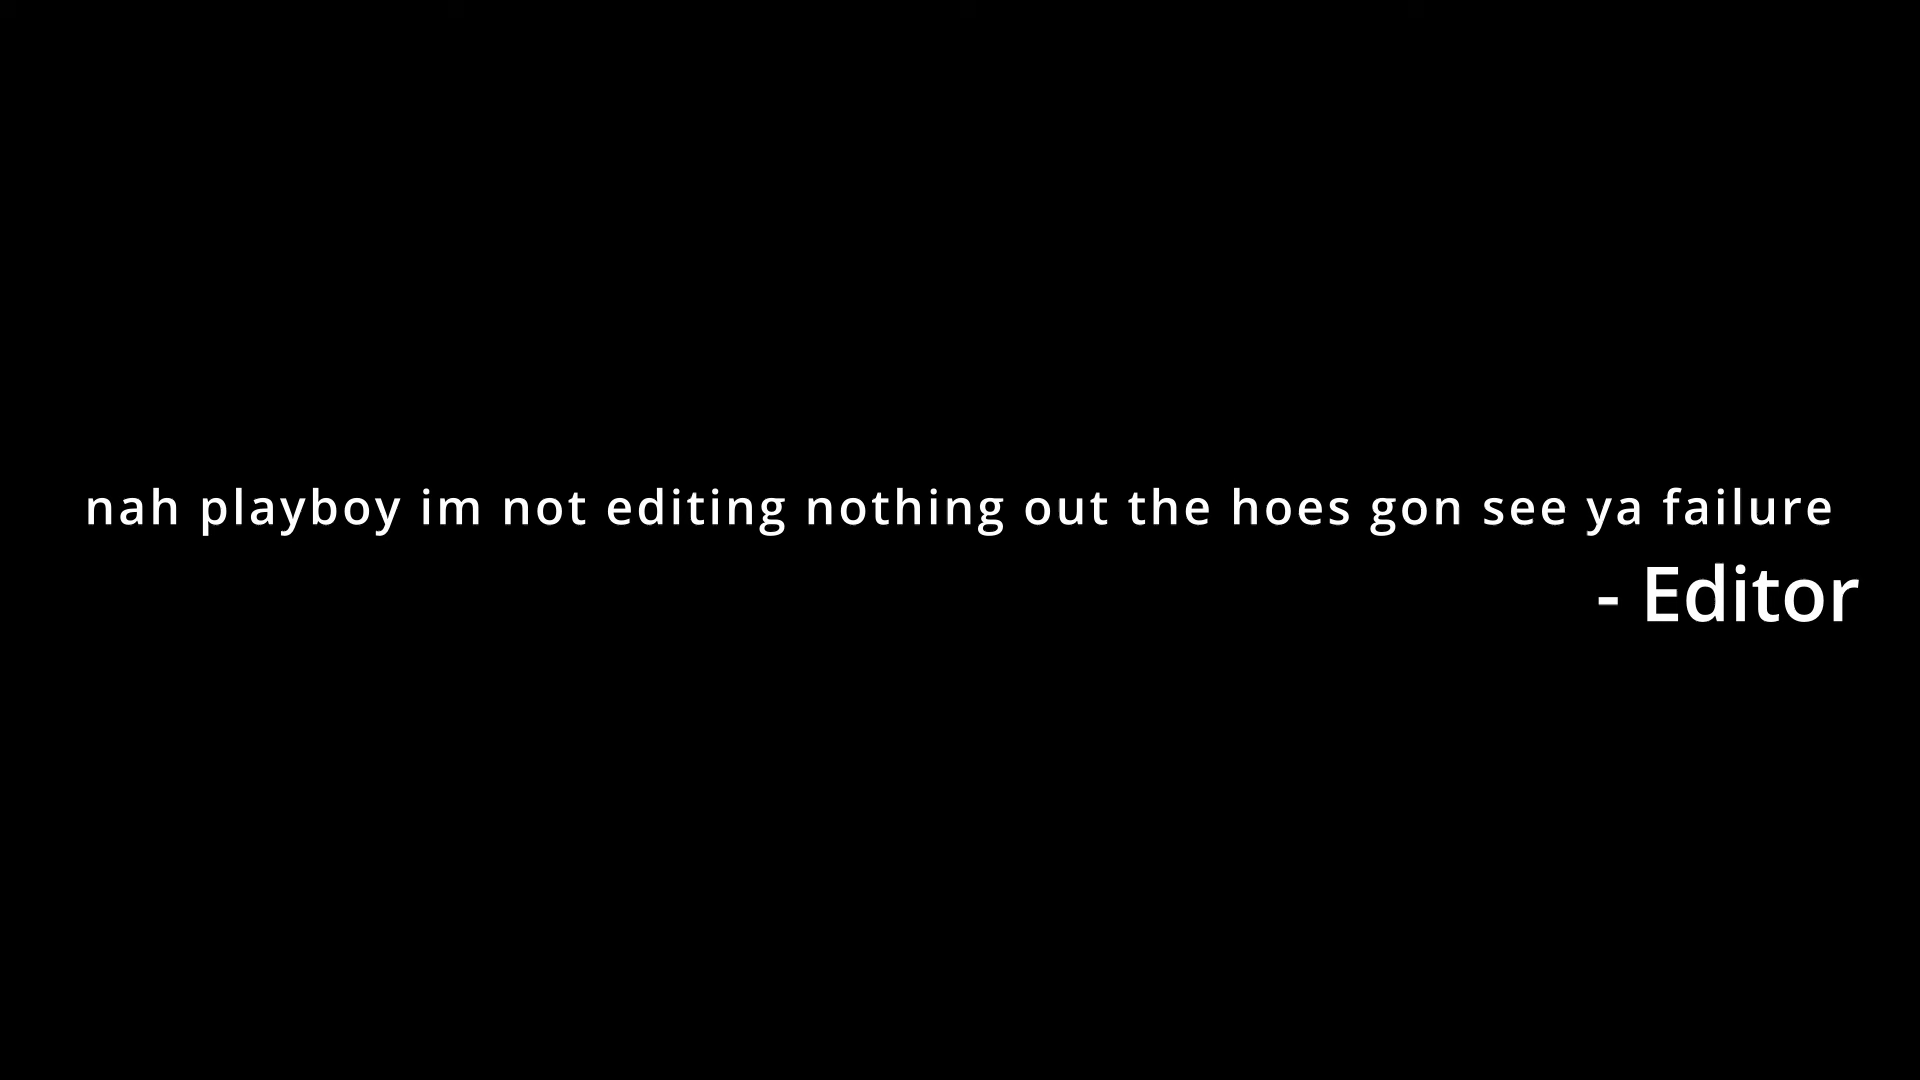 nah playboy im not editing nothing out the hoes gon see ya failure
- Editor